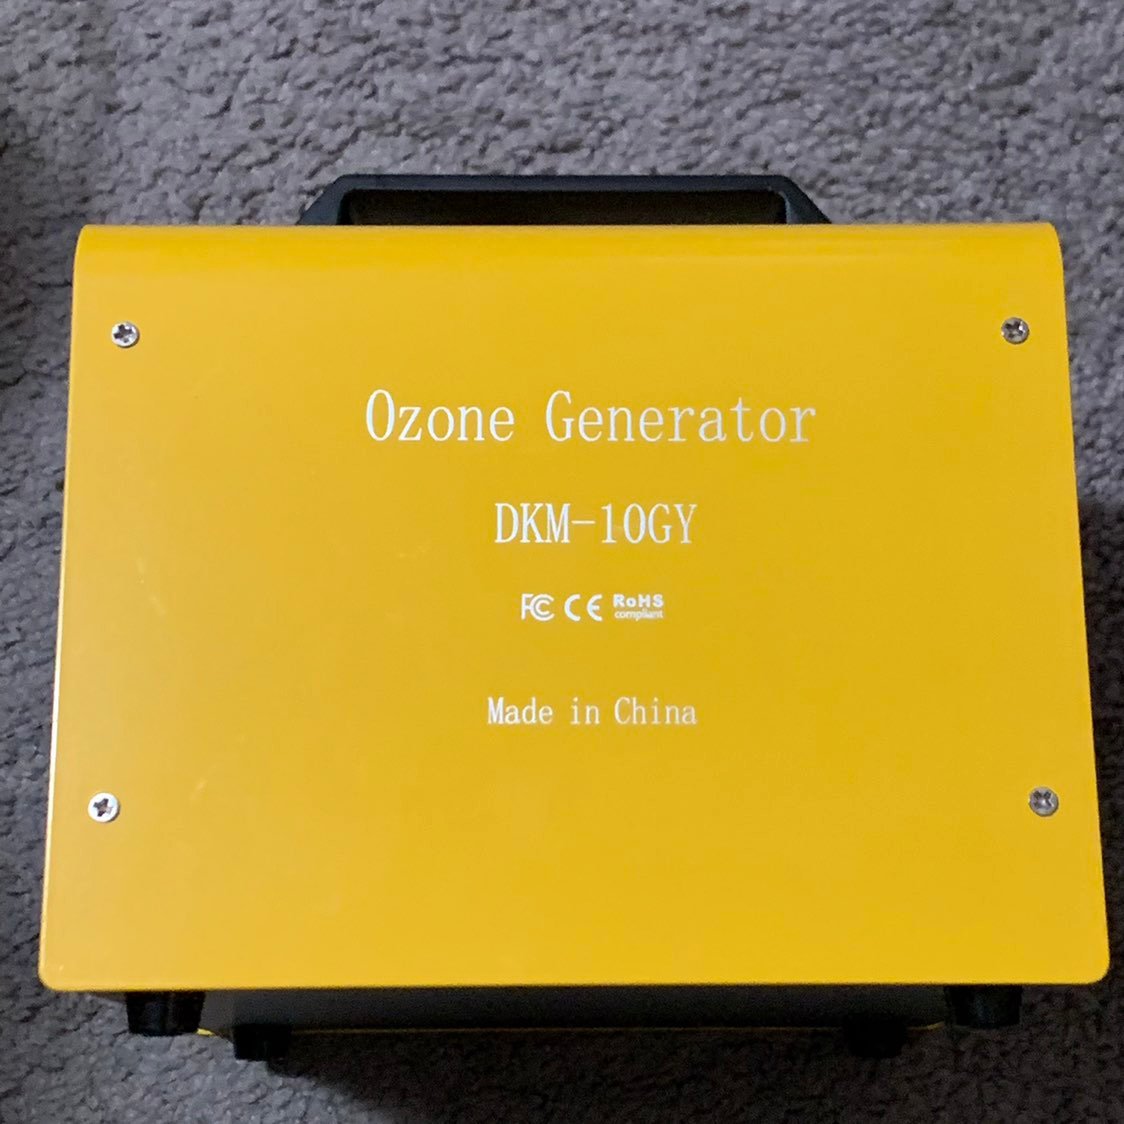 Ozone Generator
DKM-10GY
FC CE RoHS
compliant
Made in China